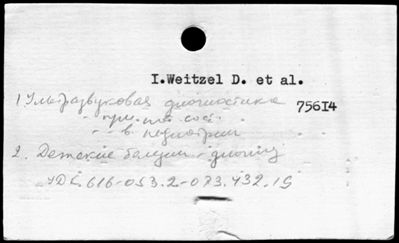 I.Weitzel D. et al.
1 Ультразвуковая диагностика 75614
в педиатрии
2. Детские болезни - диагноз
УДК 616-053.2-073.432.19